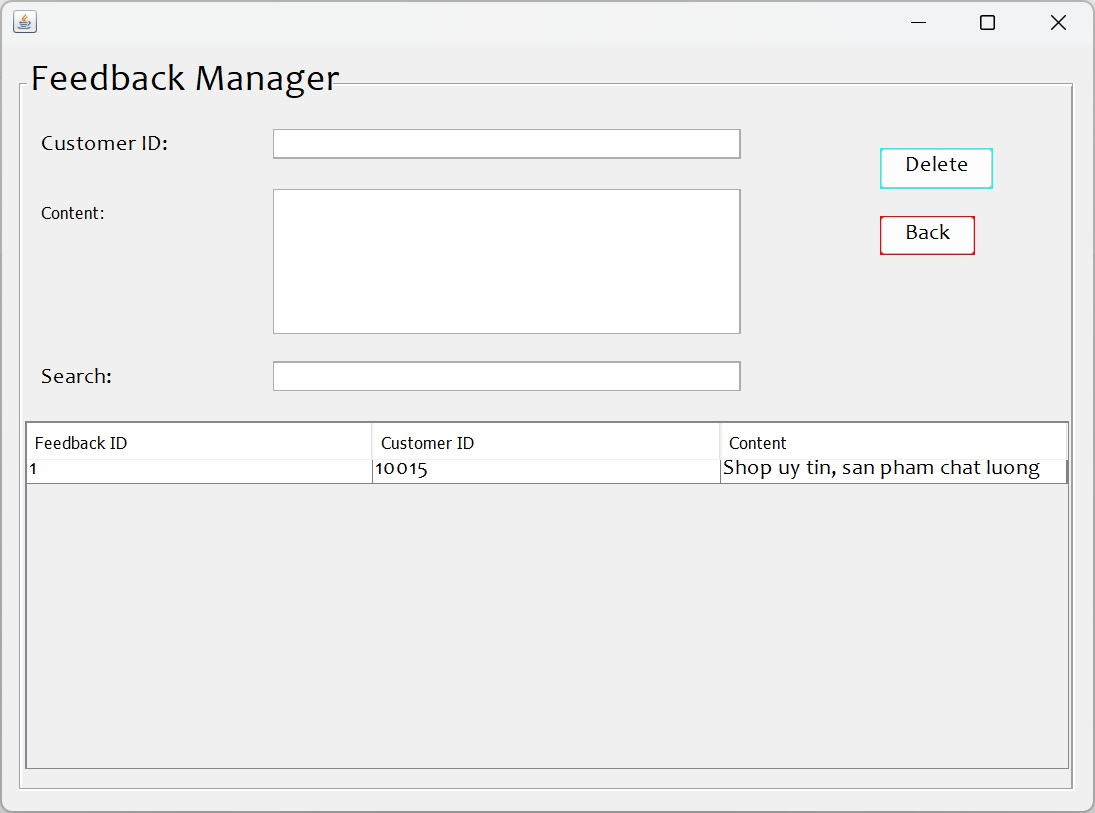 Feedback Manager
Customer ID:
Delete
Content:
Back
Search:
Feedback ID Customer ID Content
1 10015 Shop uy tin, san pham chat luong